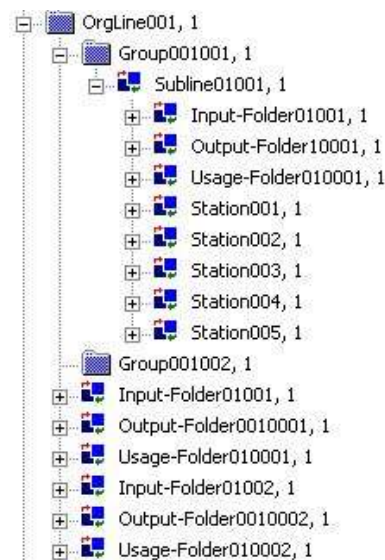 OrgLine001, 1
Group001001, 1
Subline01001, 1
Input-Folder01001, 1
Output-Folder10001, 1
Usage-Folder010001, 1
Station001, 1
Station002, 1
Station003, 1
Station004, 1
Station005, 1
Group001002, 1
Input-Folder01001, 1
Output-Folder0010001, 1
Usage-Folder010001, 1
Input-Folder01002, 1
Output-Folder0010002, 1
Usage-Folder010002, 1